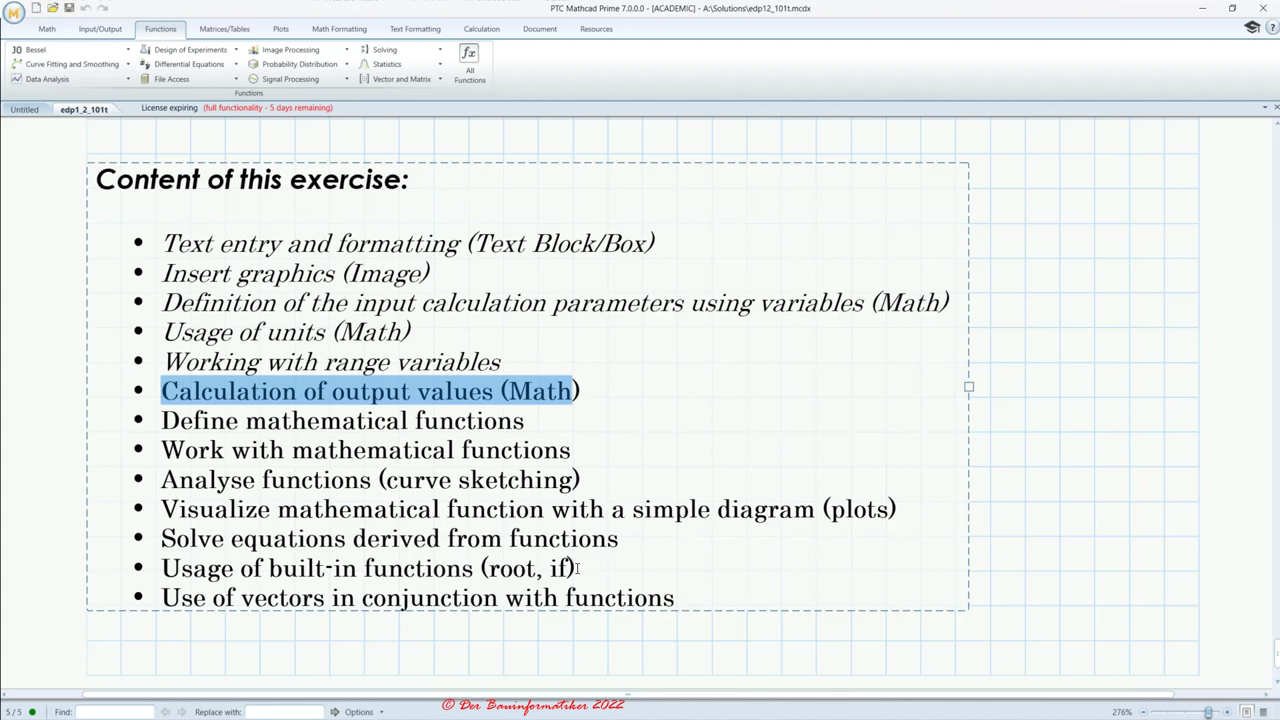 PTC Mathcad Prime 7.0.0.0 - [ACADEMIC] - A:\Solutions\edp12_101t.mcdx
Math Input/Output Functions Matrices/Tables Plots Math Formatting Text Formatting Calculation Document Resources
Bessel Design of Experiments Image Processing Solving
Curve Fitting and Smoothing Differential Equations Probability Distribution Statistics
Data Analysis File Access Signal Processing Vector and Matrix
fx
All
Functions
Functions
Untitled edp1_2_101t License expiring (full functionality - 5 days remaining)
Content of this exercise:
• Text entry and formatting (Text Block/Box)
• Insert graphics (Image)
• Definition of the input calculation parameters using variables (Math)
• Usage of units (Math)
• Working with range variables
• Calculation of output values (Math)
• Define mathematical functions
• Work with mathematical functions
• Analyse functions (curve sketching)
• Visualize mathematical function with a simple diagram (plots)
• Solve equations derived from functions
• Usage of built-in functions (root, if)
• Use of vectors in conjunction with functions
5/5 Find: Replace with: Options 276%
© Der Bauinformatiker 2022